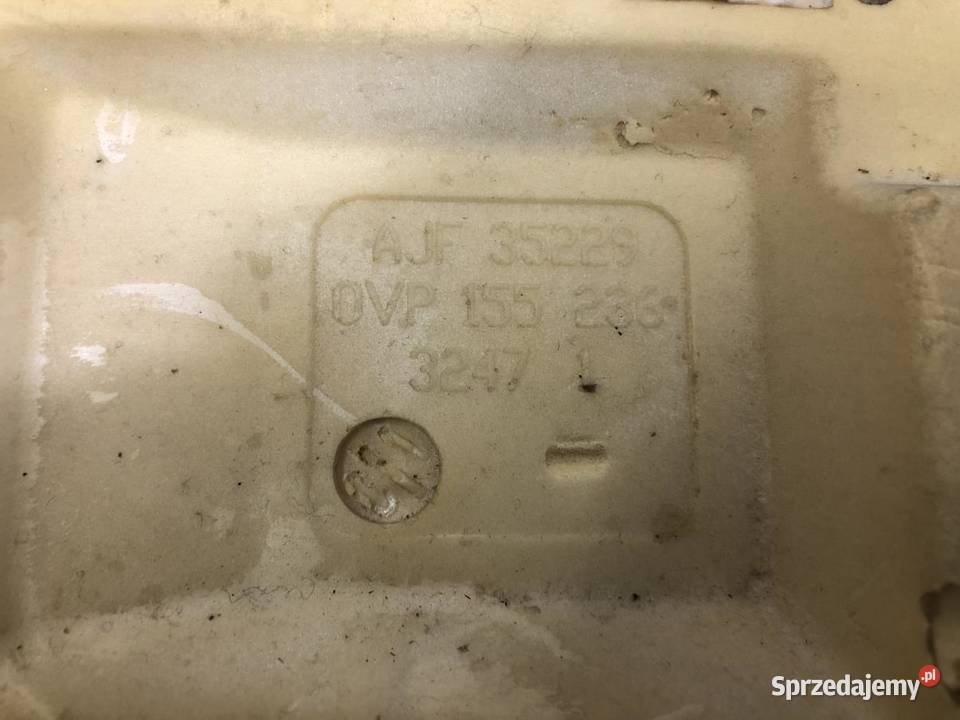 AJF 35229
0VP 155 236
3247 1
Sprzedajemy.pl